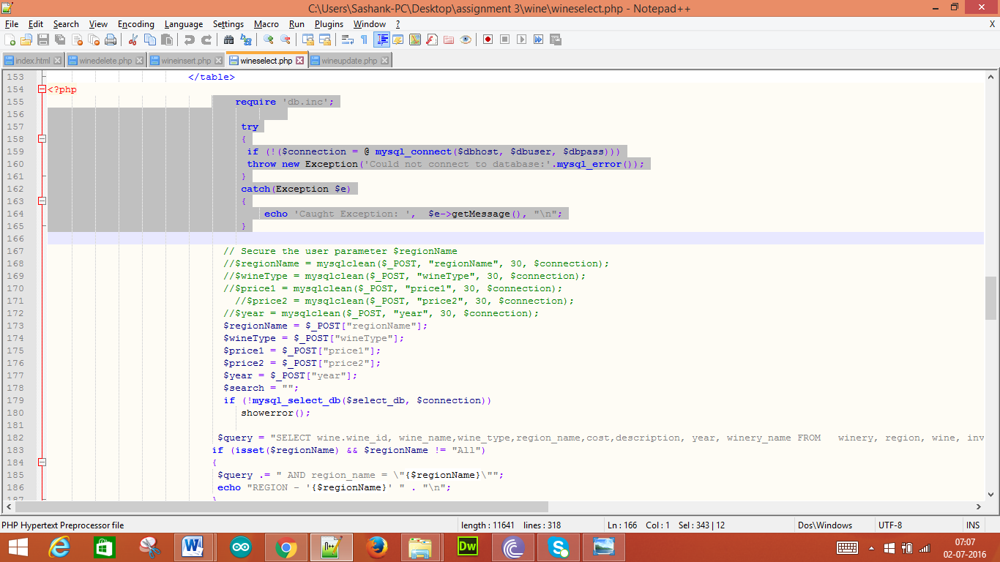 C:\Users\Sashank-PC\Desktop\assignment 3\wine\wineselect.php - Notepad++
File Edit Search View Encoding Language Settings Macro Run Plugins Window ? X
index.html winedelete.php wineinsert.php wineselect.php wineupdate.php
153 </table>
154 <?php
155 require 'db.inc';
156
157 try
158 {
159 if (!($connection = @ mysql_connect($dbhost, $dbuser, $dbpass)))
160 throw new Exception('Could not connect to database:'.mysql_error());
161 }
162 catch(Exception $e)
163 {
164 echo 'Caught Exception: ', $e->getMessage(), "\n";
165 }
166
167 // Secure the user parameter $regionName
168 //$regionName = mysqlclean($_POST, "regionName", 30, $connection);
169 //$wineType = mysqlclean($_POST, "wineType", 30, $connection);
170 //$price1 = mysqlclean($_POST, "price1", 30, $connection);
171 //$price2 = mysqlclean($_POST, "price2", 30, $connection);
172 //$year = mysqlclean($_POST, "year", 30, $connection);
173 $regionName = $_POST["regionName"];
174 $wineType = $_POST["wineType"];
175 $price1 = $_POST["price1"];
176 $price2 = $_POST["price2"];
177 $year = $_POST["year"];
178 $search = "";
179 if (!mysql_select_db($select_db, $connection))
180 showerror();
181
182 $query = "SELECT wine.wine_id, wine_name,wine_type,region_name,cost,description, year, winery_name FROM winery, region, wine, inv
183 if (isset($regionName) && $regionName != "All")
184 {
185 $query .= " AND region_name = \"{$regionName}\"";
186 echo "REGION - '{$regionName}' " . "\n";
187 }
PHP Hypertext Preprocessor file length : 11641 lines : 318 Ln : 166 Col : 1 Sel : 343 | 12 Dos\Windows UTF-8 INS
Dw
07:07
02-07-2016